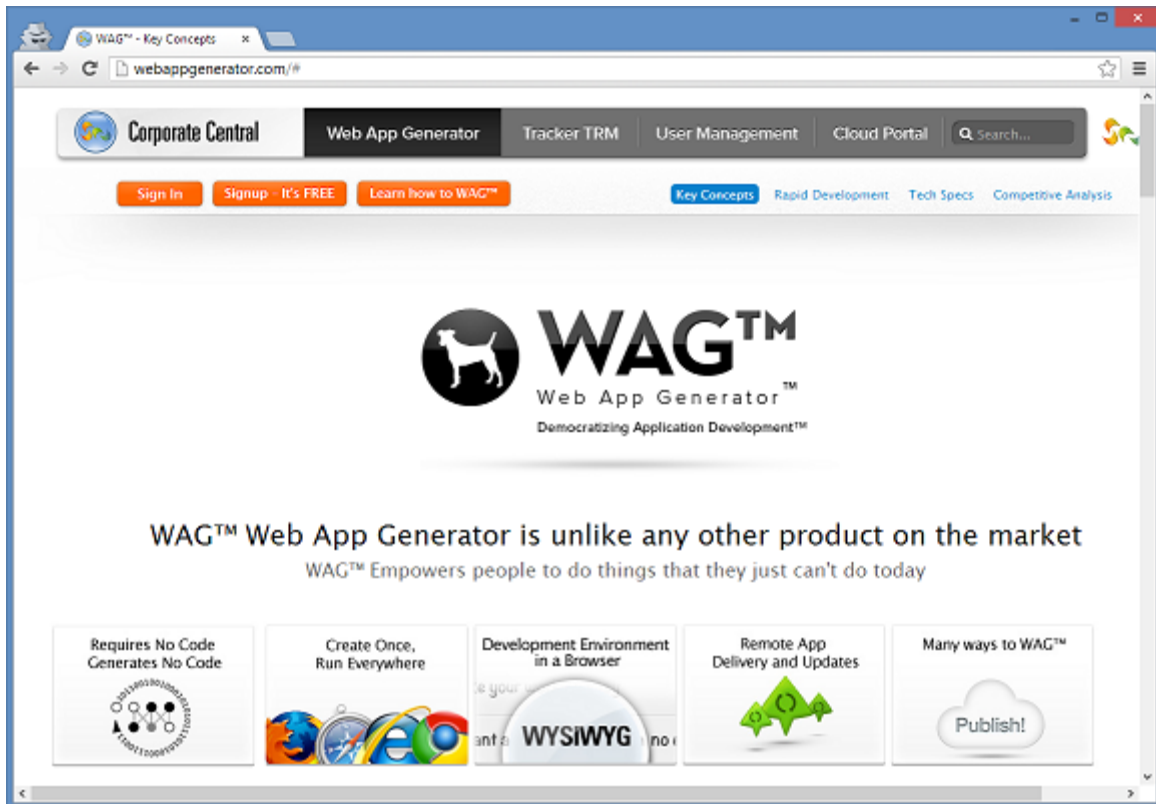 WAG™ - Key Concepts
webappgenerator.com/#
Corporate Central
Web App Generator
Tracker TRM
User Management
Cloud Portal
Search...
Sign In
Signup - It's FREE
Learn how to WAG™
Key Concepts
Rapid Development
Tech Specs
Competitive Analysis
WAG™
Web App Generator™
Democratizing Application Development™
WAG™ Web App Generator is unlike any other product on the market
WAG™ Empowers people to do things that they just can't do today
Requires No Code
Generates No Code
Create Once,
Run Everywhere
Development Environment
in a Browser
WYSIWYG
Remote App
Delivery and Updates
Many ways to WAG™
Publish!